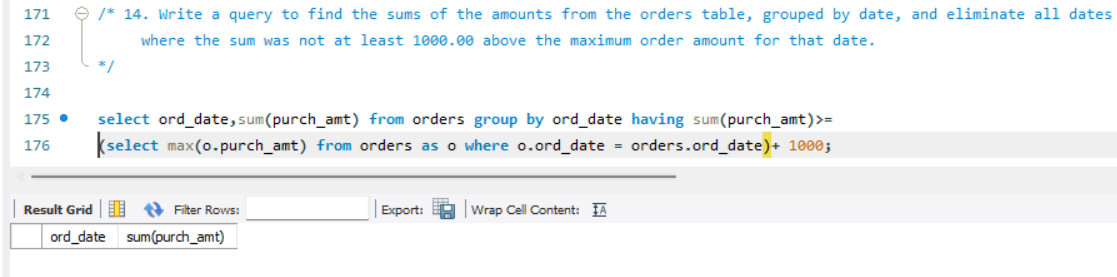 171 /* 14. Write a query to find the sums of the amounts from the orders table, grouped by date, and eliminate all dates
172 where the sum was not at least 1000.00 above the maximum order amount for that date.
173 */
174
175 select ord_date,sum(purch_amt) from orders group by ord_date having sum(purch_amt)>=
176 (select max(o.purch_amt) from orders as o where o.ord_date = orders.ord_date)+ 1000;
Result Grid Filter Rows: Export: Wrap Cell Content: IA
ord_date sum(purch_amt)